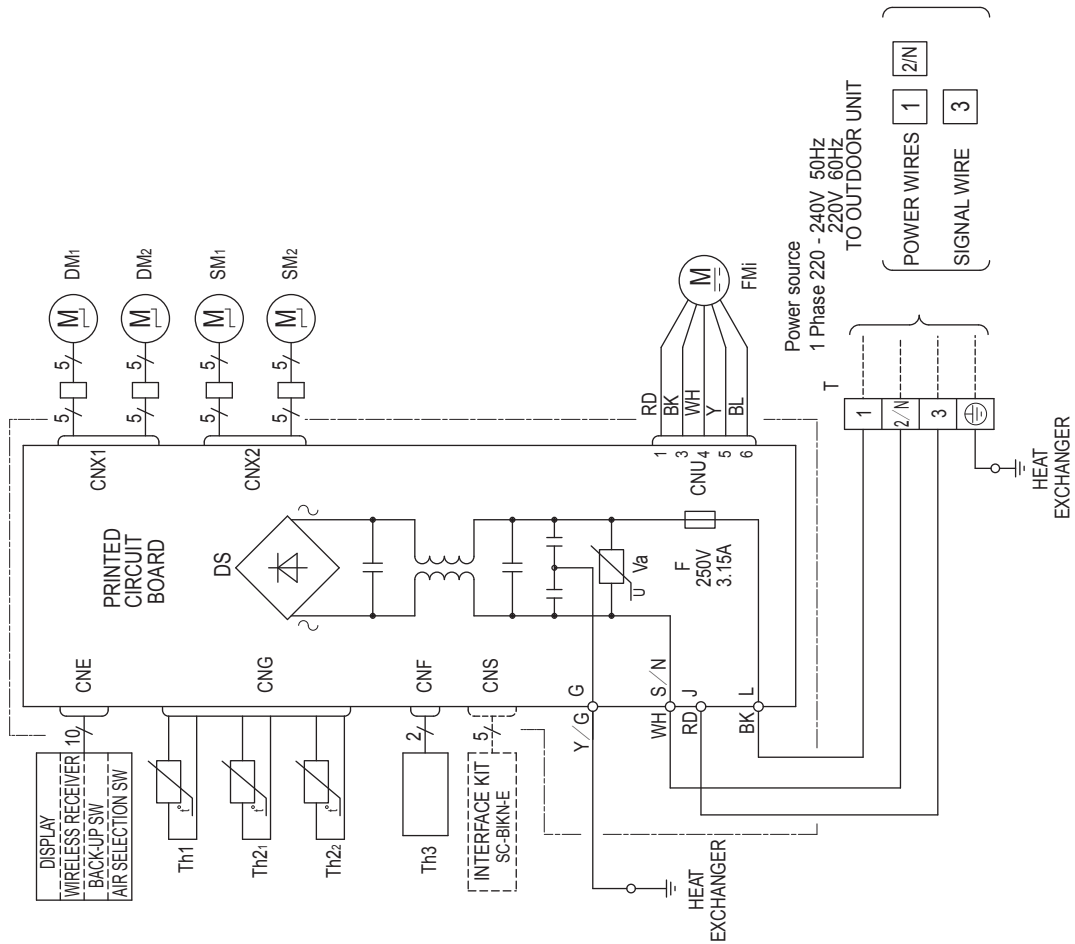 DISPLAY
WIRELESS RECEIVER
BACK-UP SW
AIR SELECTION SW
10
CNE
Th1
t°
Th2₁
t°
Th2₂
t°
CNG
Th3
2
CNF
INTERFACE KIT
SC-BIKN-E
5
CNS
Y/G
G
WH
S/N
RD
J
BK
L
HEAT
EXCHANGER
PRINTED
CIRCUIT
BOARD
DS
U
Va
F
250V
3.15A
CNX1
5
5
M
DM1
5
5
M
DM2
CNX2
5
5
M
SM1
5
5
M
SM2
CNU
1
3
4
5
6
RD
BK
WH
Y
BL
M
FMi
T
1
2/N
3
HEAT
EXCHANGER
Power source
1 Phase 220 - 240V 50Hz
220V 60Hz
TO OUTDOOR UNIT
POWER WIRES 1 2/N
SIGNAL WIRE 3